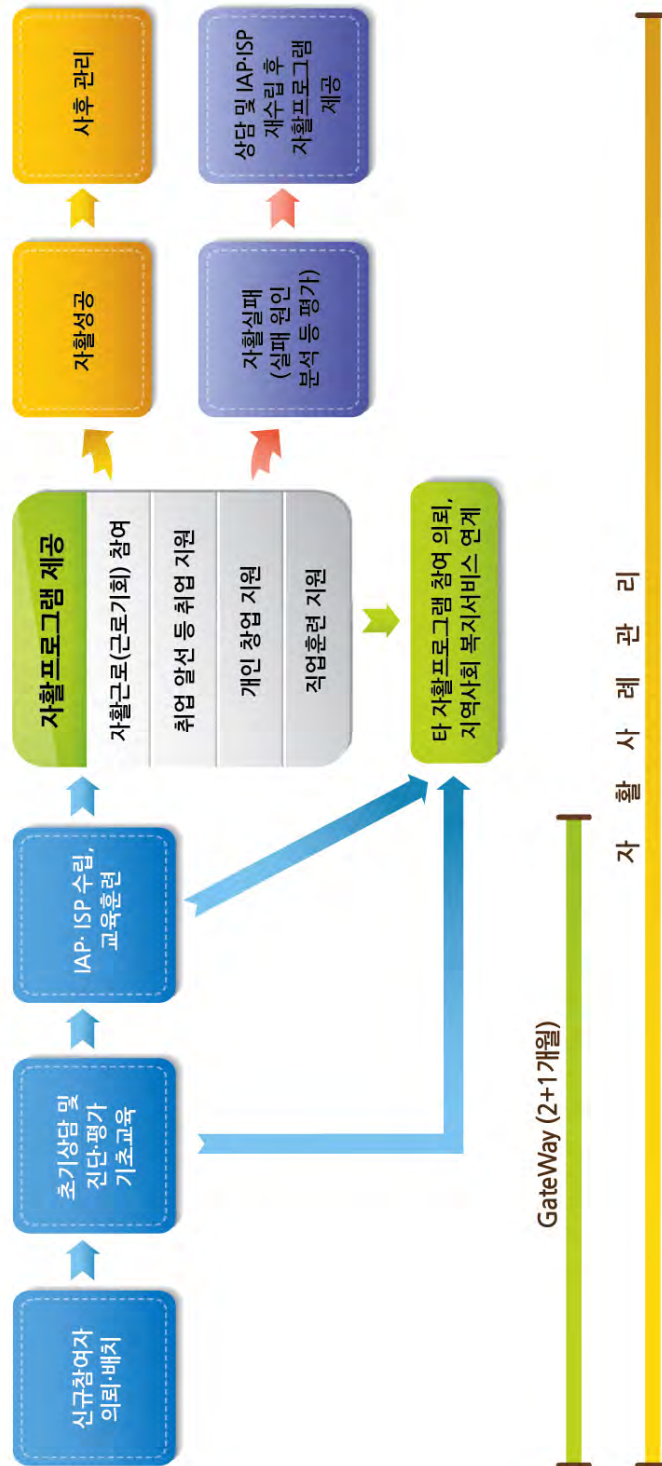 신규참여자
의뢰·배치
초기상담 및
진단·평가
기초교육
IAP· ISP 수립,
교육훈련
자활프로그램 제공
자활근로(근로기회) 참여
취업 알선 등 취업 지원
개인 창업 지원
직업훈련 지원
자활성공
사후 관리
자활실패
(실패 원인
분석 등 평가)
상담 및 IAP·ISP
재수립 후
자활프로그램
제공
타 자활프로그램 참여 의뢰,
지역사회 복지서비스 연계
GateWay (2+1개월)
자 활 사 례 관 리